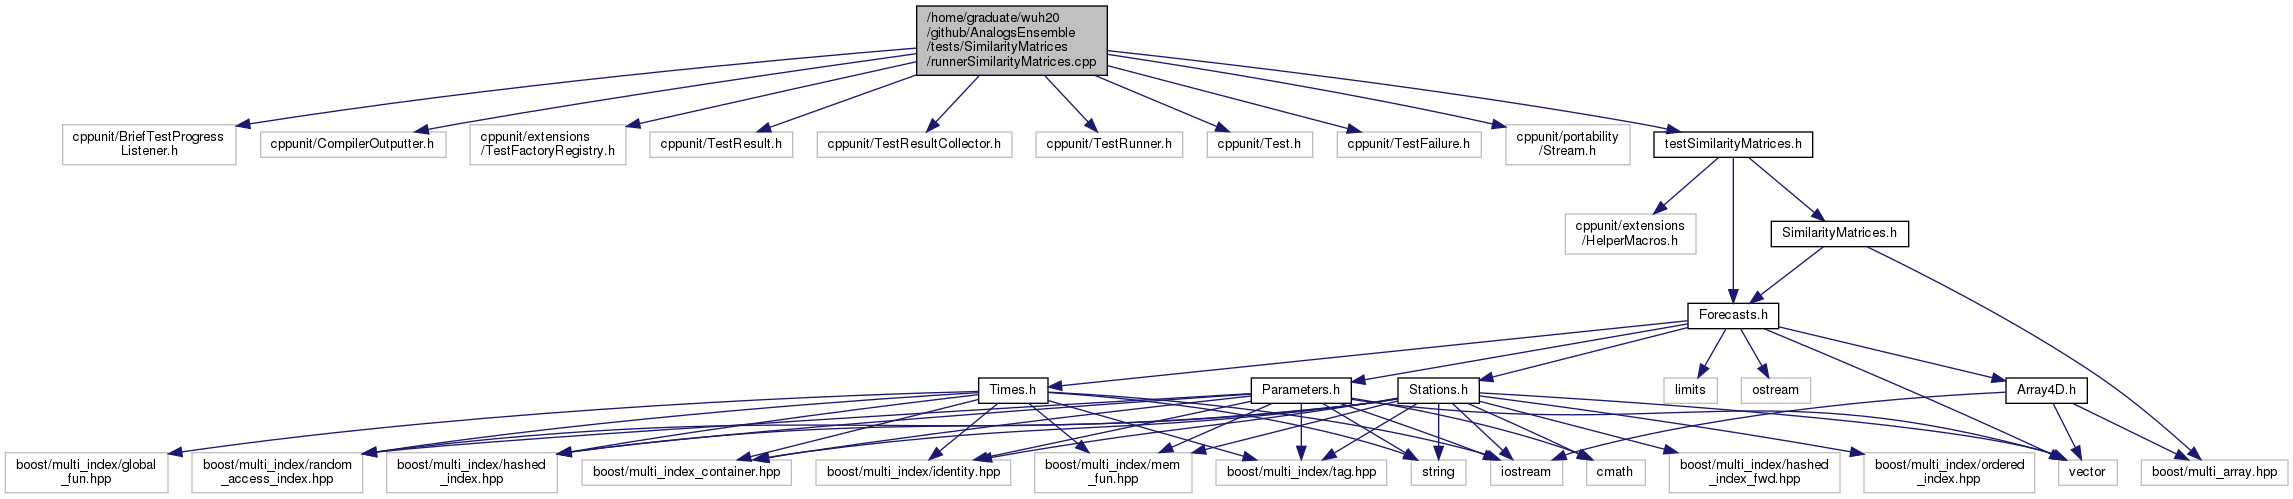 /home/graduate/wuh20
/github/AnalogsEnsemble
/tests/SimilarityMatrices
/runnerSimilarityMatrices.cpp
cppunit/BriefTestProgress
Listener.h
cppunit/CompilerOutputter.h
cppunit/extensions
/TestFactoryRegistry.h
cppunit/TestResult.h
cppunit/TestResultCollector.h
cppunit/TestRunner.h
cppunit/Test.h
cppunit/TestFailure.h
cppunit/portability
/Stream.h
testSimilarityMatrices.h
cppunit/extensions
/HelperMacros.h
SimilarityMatrices.h
Forecasts.h
Times.h
Parameters.h
Stations.h
limits
ostream
Array4D.h
boost/multi_index/global
_fun.hpp
boost/multi_index/random
_access_index.hpp
boost/multi_index/hashed
_index.hpp
boost/multi_index_container.hpp
boost/multi_index/identity.hpp
boost/multi_index/mem
_fun.hpp
boost/multi_index/tag.hpp
string
iostream
cmath
boost/multi_index/hashed
_index_fwd.hpp
boost/multi_index/ordered
_index.hpp
vector
boost/multi_array.hpp